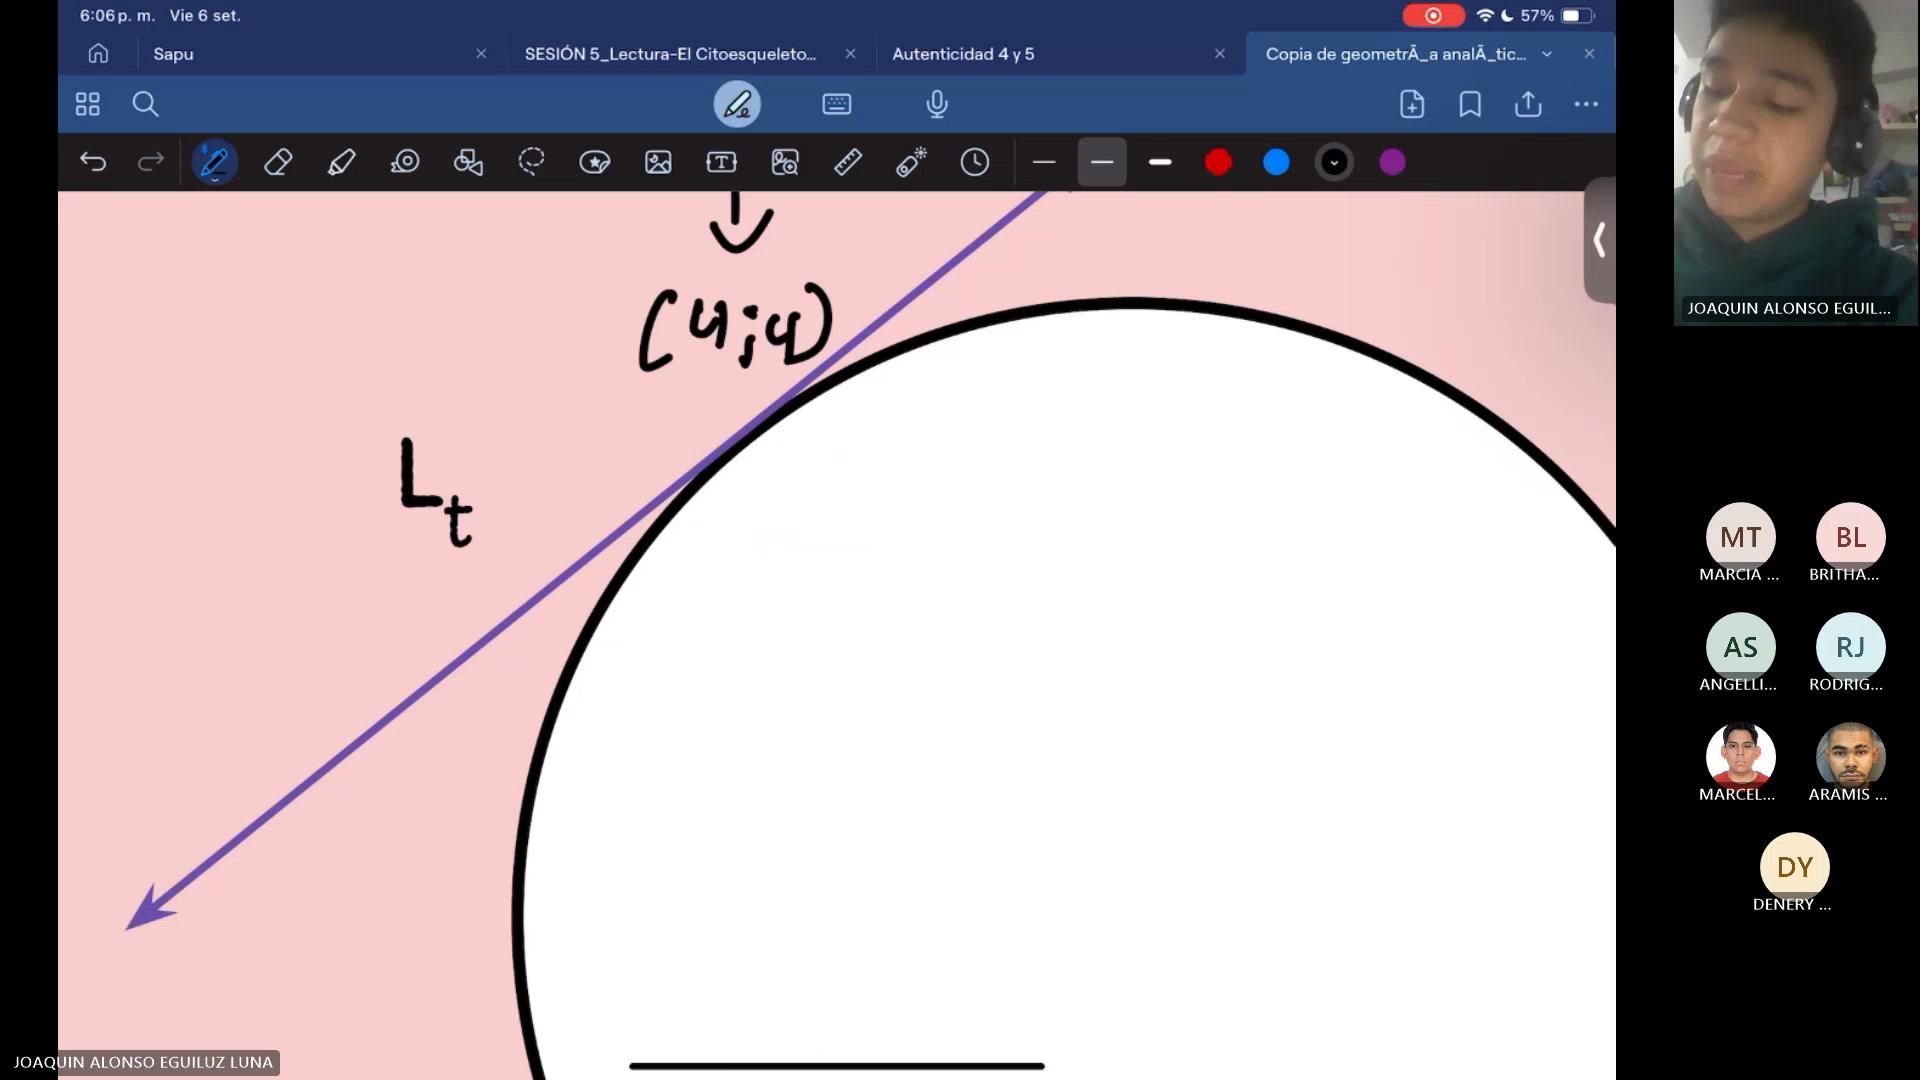 6:06 p. m. Vie 6 set.
57%
Sapu
SESIÓN 5_Lectura-El Citoesqueleto...
Autenticidad 4 y 5
Copia de geometrÃ_a analÃ_tic...
(4;4)
Lt
JOAQUIN ALONSO EGUIL...
MT
MARCIA ...
BL
BRITHA...
AS
ANGELLI...
RJ
RODRIG...
MARCEL...
ARAMIS ...
DY
DENERY ...
JOAQUIN ALONSO EGUILUZ LUNA